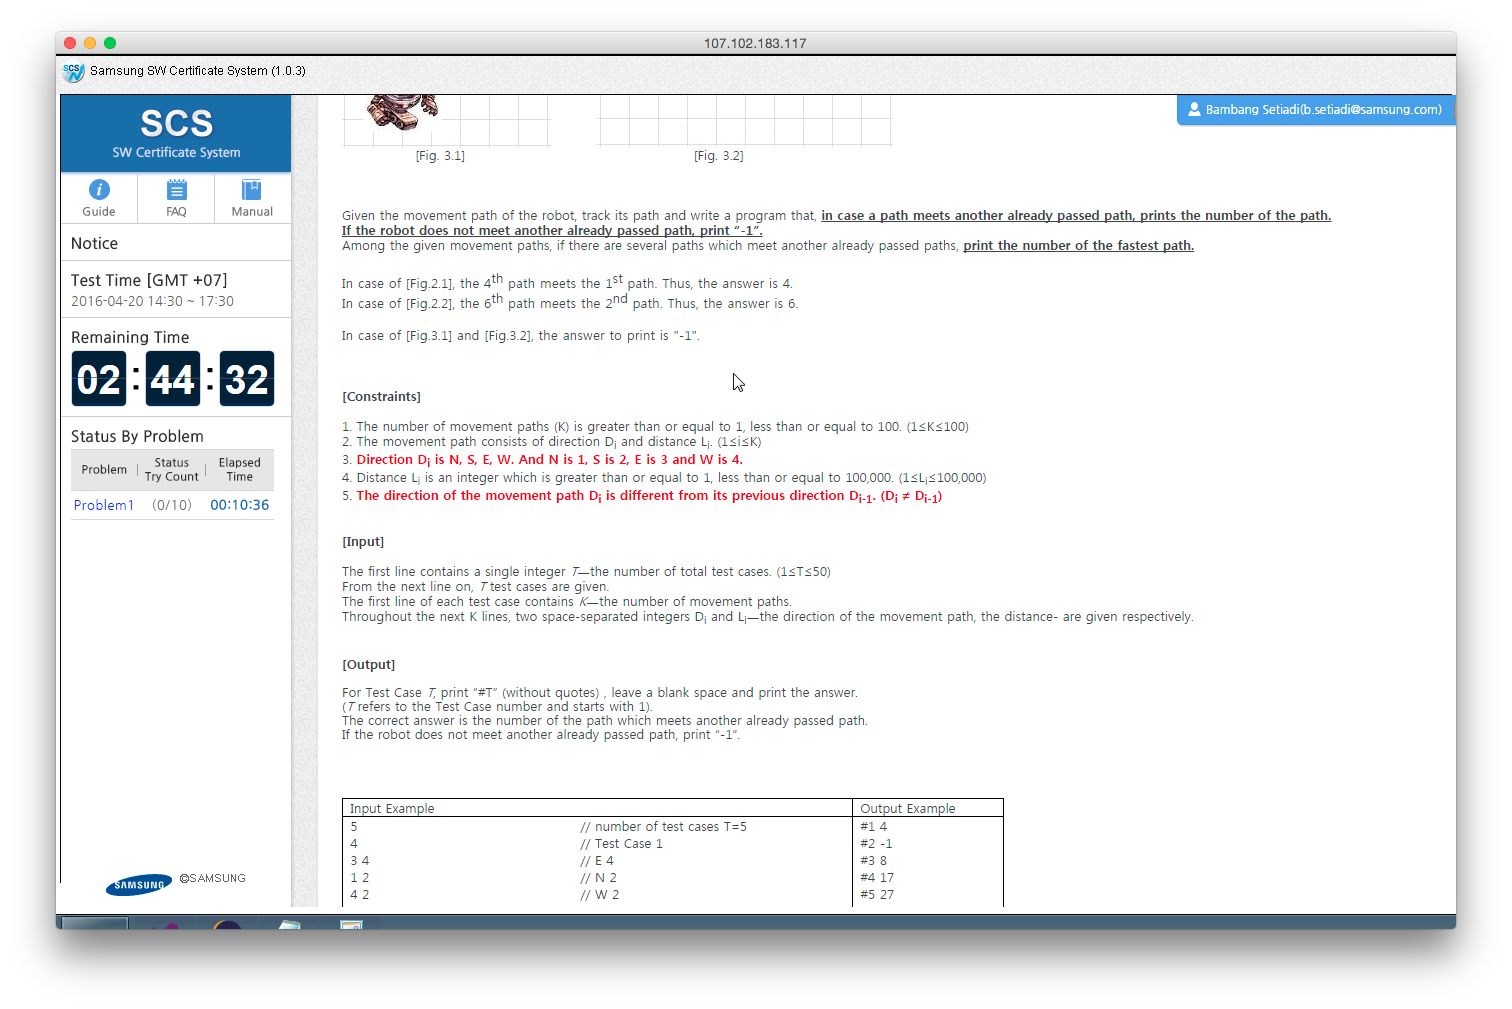 107.102.183.117
SCS
Samsung SW Certificate System (1.0.3)
SCS
SW Certificate System
Guide
FAQ
Manual
Notice
Test Time [GMT +07]
2016-04-20 14:30 ~ 17:30
Remaining Time
02 : 44 : 32
Status By Problem
Problem | Status Try Count | Elapsed Time
Problem1 (0/10) 00:10:36
SAMSUNG ©SAMSUNG
Bambang Setiadi(b.setiadi@samsung.com)
[Fig. 3.1] [Fig. 3.2]
Given the movement path of the robot, track its path and write a program that, in case a path meets another already passed path, prints the number of the path.
If the robot does not meet another already passed path, print “-1”.
Among the given movement paths, if there are several paths which meet another already passed paths, print the number of the fastest path.
In case of [Fig.2.1], the 4th path meets the 1st path. Thus, the answer is 4.
In case of [Fig.2.2], the 6th path meets the 2nd path. Thus, the answer is 6.
In case of [Fig.3.1] and [Fig.3.2], the answer to print is "-1".
[Constraints]
1. The number of movement paths (K) is greater than or equal to 1, less than or equal to 100. (1≤K≤100)
2. The movement path consists of direction Di and distance Li. (1≤i≤K)
3. Direction Di is N, S, E, W. And N is 1, S is 2, E is 3 and W is 4.
4. Distance Li is an integer which is greater than or equal to 1, less than or equal to 100,000. (1≤Li≤100,000)
5. The direction of the movement path Di is different from its previous direction Di-1. (Di ≠ Di-1)
[Input]
The first line contains a single integer T—the number of total test cases. (1≤T≤50)
From the next line on, T test cases are given.
The first line of each test case contains K—the number of movement paths.
Throughout the next K lines, two space-separated integers Di and Li—the direction of the movement path, the distance- are given respectively.
[Output]
For Test Case T, print “#T” (without quotes) , leave a blank space and print the answer.
(T refers to the Test Case number and starts with 1).
The correct answer is the number of the path which meets another already passed path.
If the robot does not meet another already passed path, print “-1”.
Input Example Output Example
5 // number of test cases T=5 #1 4
4 // Test Case 1 #2 -1
3 4 // E 4 #3 8
1 2 // N 2 #4 17
4 2 // W 2 #5 27